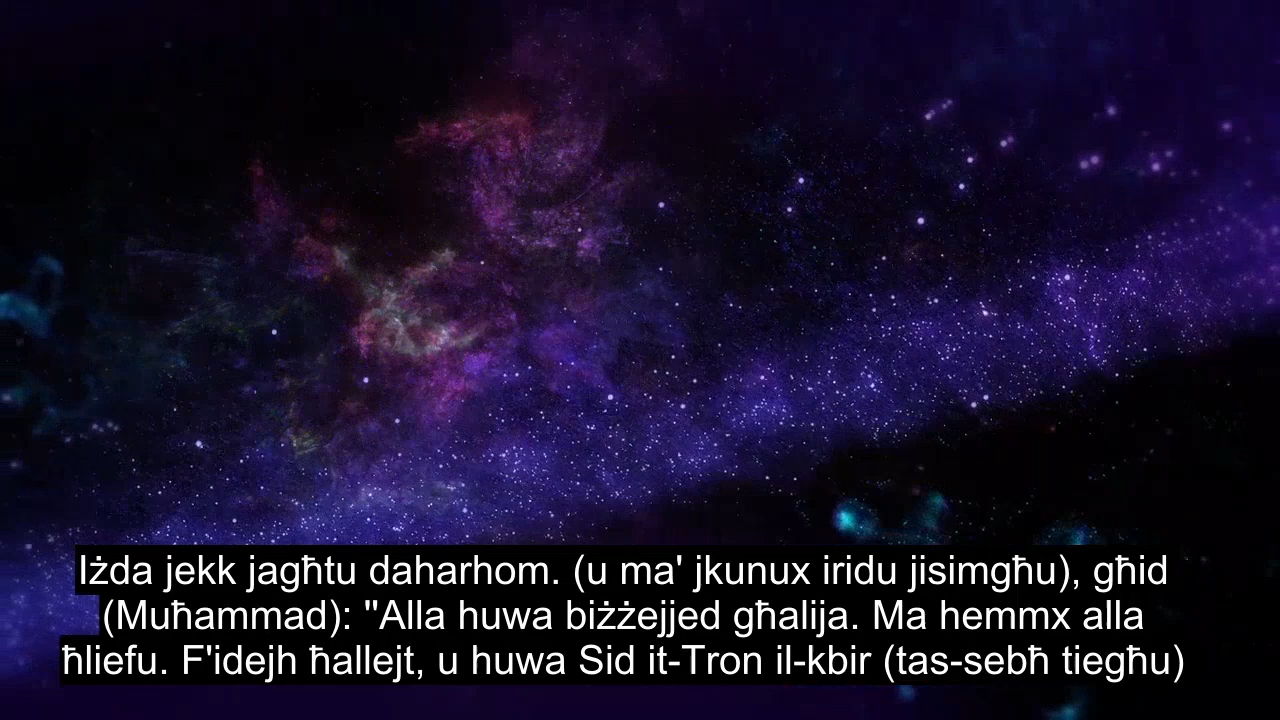 Iżda jekk jagħtu daharhom. (u ma' jkunux iridu jisimgħu), għid
(Muħammad): "Alla huwa biżżejjed għalija. Ma hemmx alla
ħliefu. F'idejh ħallejt, u huwa Sid it-Tron il-kbir (tas-sebħ tiegħu)